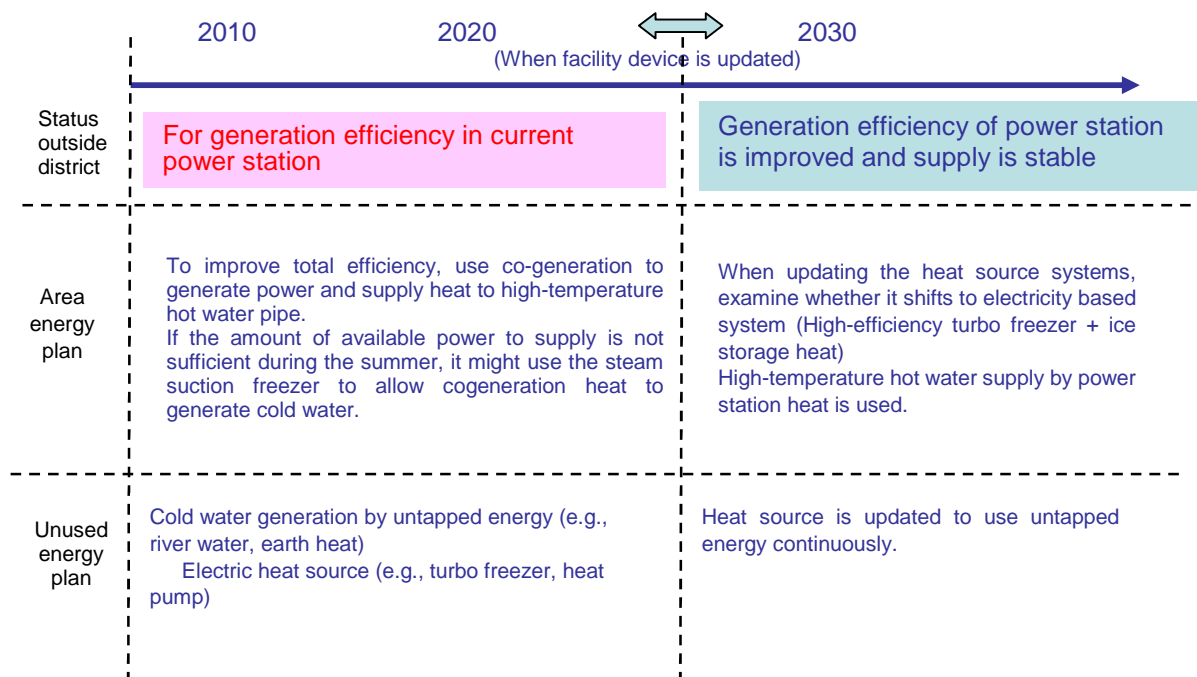 2010 2020 2030
(When facility device is updated)
Status
outside
district
For generation efficiency in current
power station
Generation efficiency of power station
is improved and supply is stable
Area
energy
plan
To improve total efficiency, use co-generation to
generate power and supply heat to high-temperature
hot water pipe.
If the amount of available power to supply is not
sufficient during the summer, it might use the steam
suction freezer to allow cogeneration heat to
generate cold water.
When updating the heat source systems,
examine whether it shifts to electricity based
system (High-efficiency turbo freezer + ice
storage heat)
High-temperature hot water supply by power
station heat is used.
Unused
energy
plan
Cold water generation by untapped energy (e.g.,
river water, earth heat)
Electric heat source (e.g., turbo freezer, heat
pump)
Heat source is updated to use untapped
energy continuously.